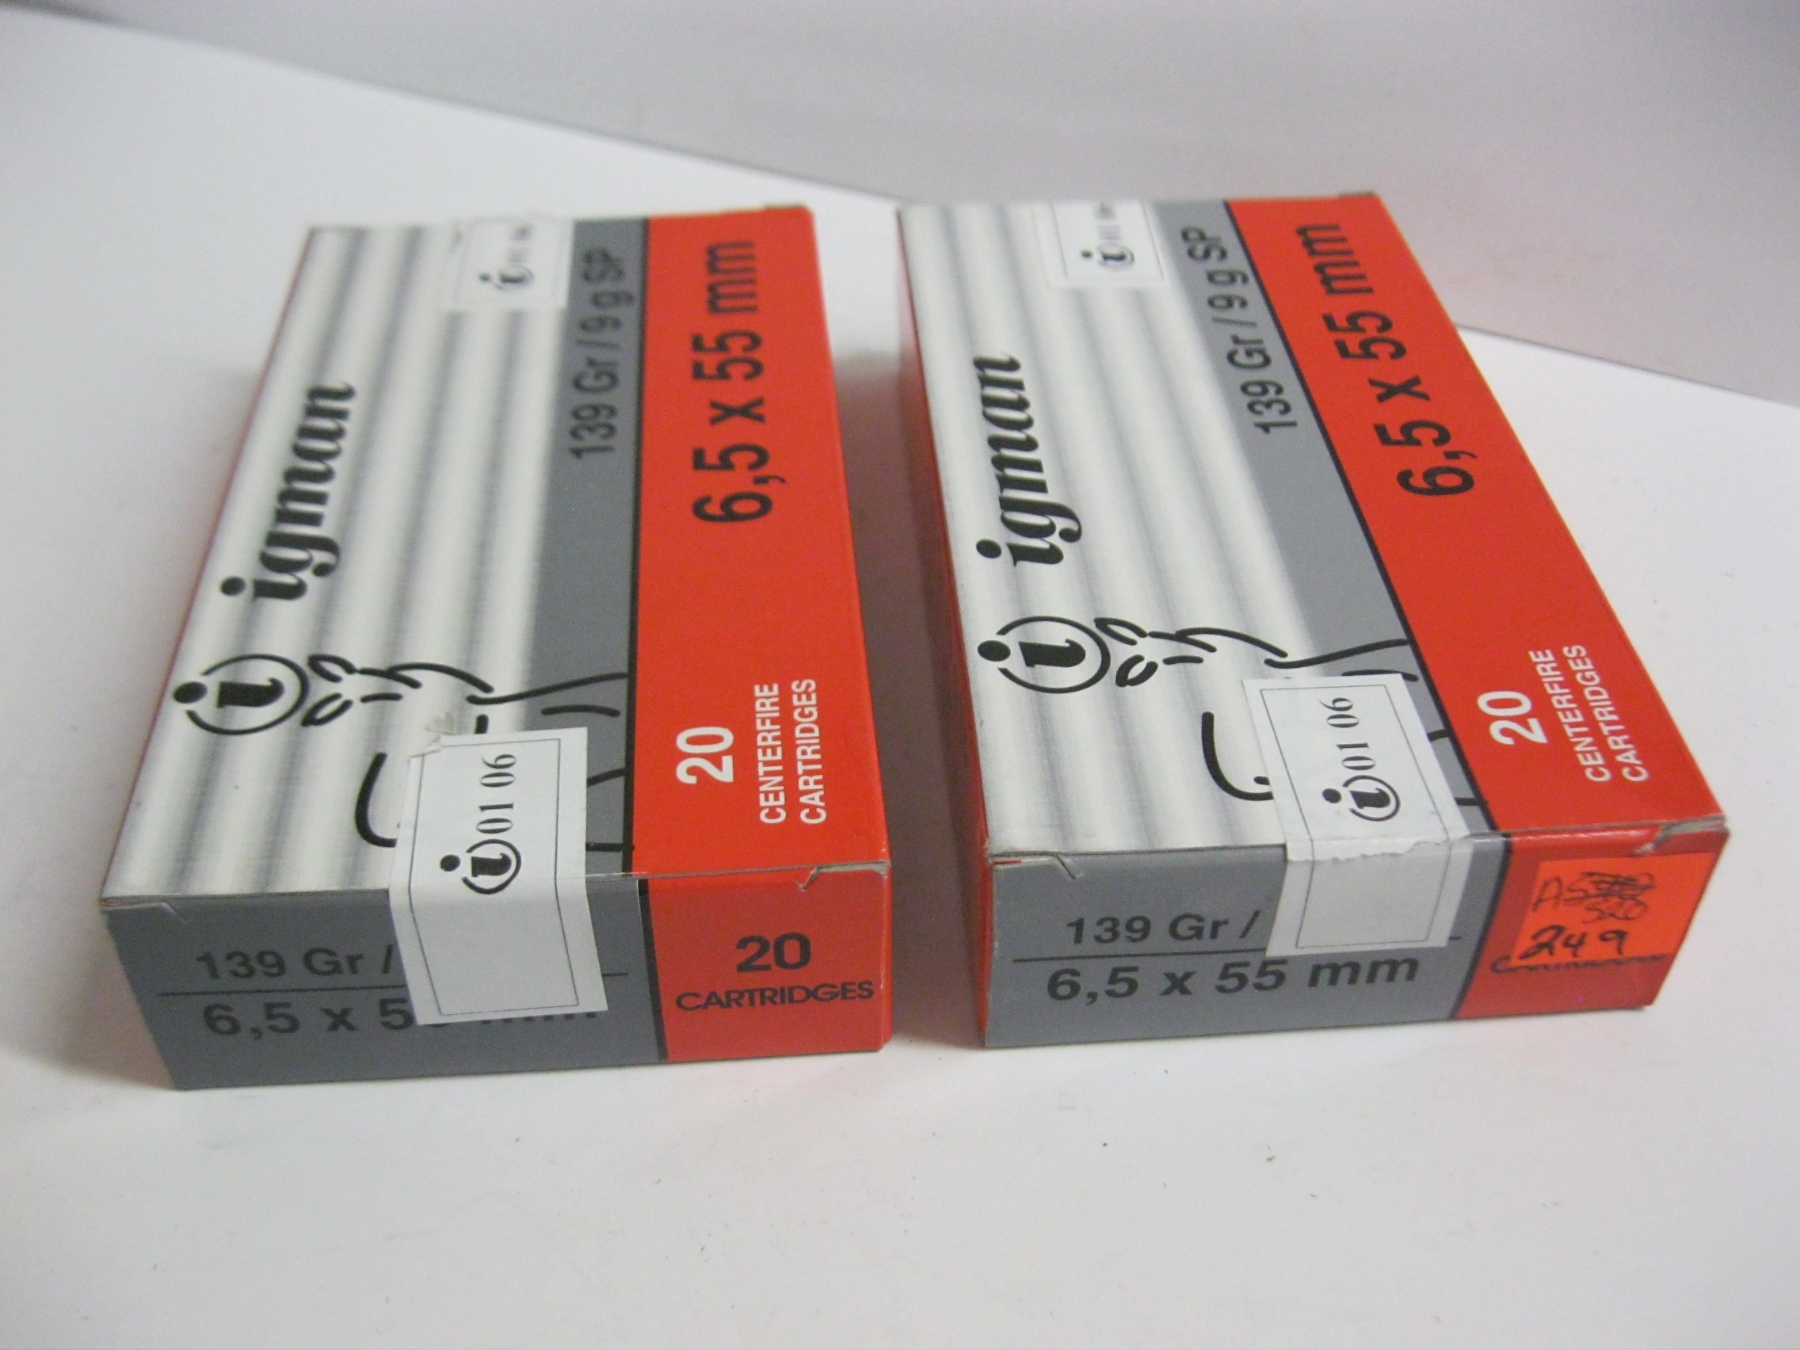 igman
i
139 Gr / 9 g SP
6,5 x 55 mm
20
CENTERFIRE
CARTRIDGES
i 01 06
i
139 Gr /
6,5 x 5
20
CARTRIDGES
igman
i
139 Gr / 9 g SP
6,5 x 55 mm
20
CENTERFIRE
CARTRIDGES
i 01 06
i
139 Gr /
6,5 x 55 mm
249